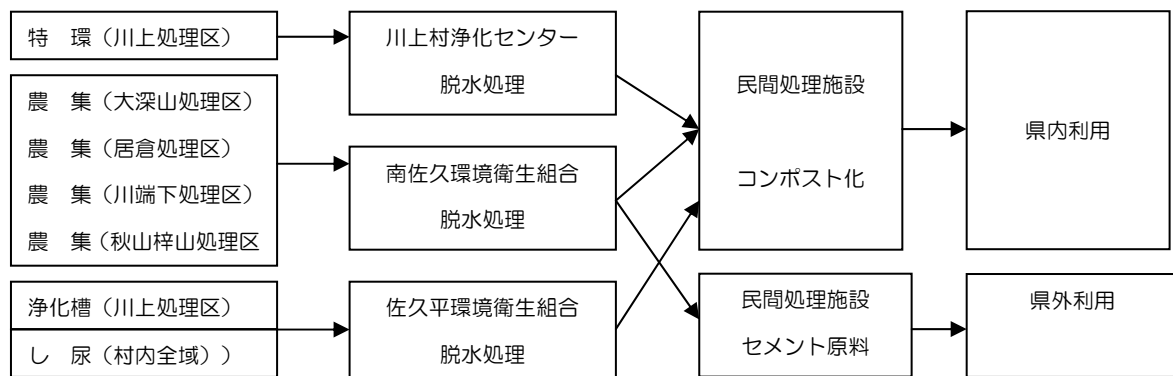 特　環（川上処理区）
農　集（大深山処理区）
農　集（居倉処理区）
農　集（川端下処理区）
農　集（秋山梓山処理区
浄化槽（川上処理区）
し　尿（村内全域））
川上村浄化センター
脱水処理
南佐久環境衛生組合
脱水処理
佐久平環境衛生組合
脱水処理
民間処理施設
コンポスト化
民間処理施設
セメント原料
県内利用
県外利用